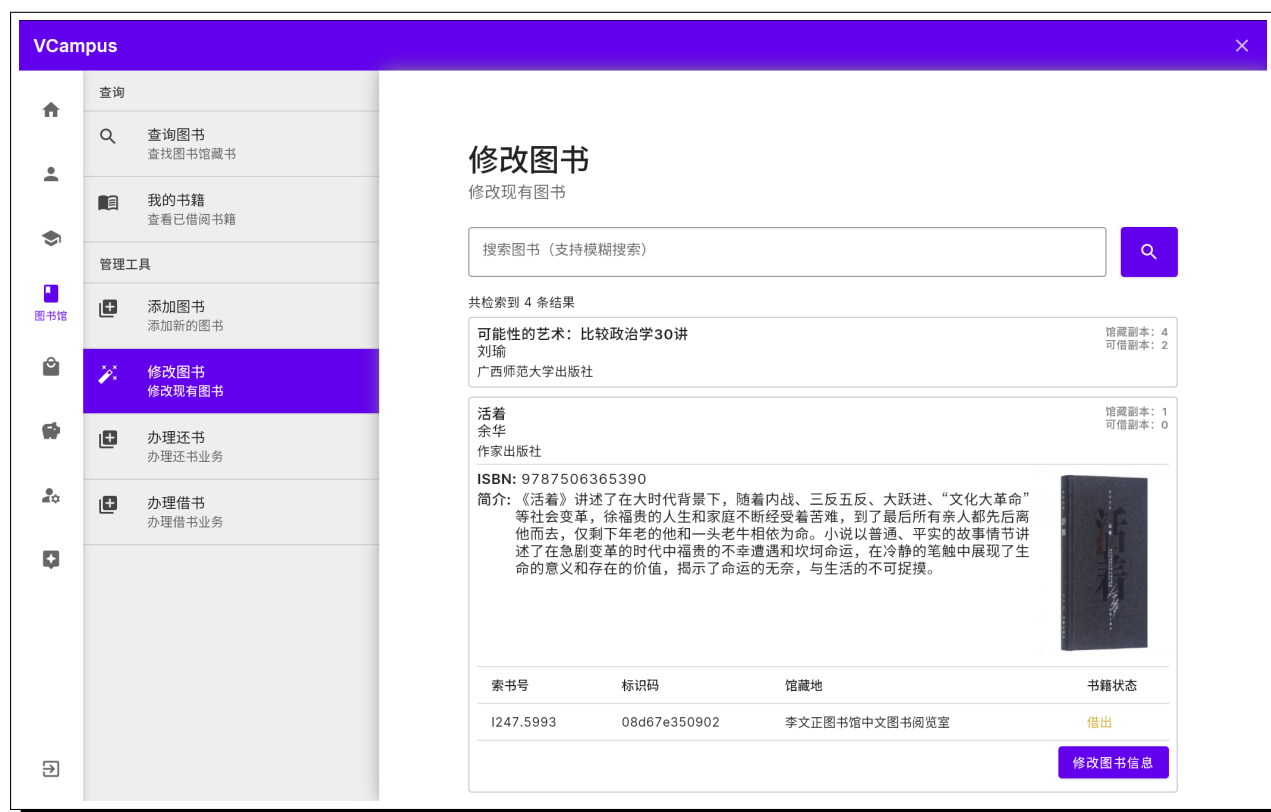 VCampus
查询
查询图书
查找图书馆藏书
我的书籍
查看已借阅书籍
管理工具
添加图书
添加新的图书
修改图书
修改现有图书
办理还书
办理还书业务
办理借书
办理借书业务
图书馆
修改图书
修改现有图书
搜索图书（支持模糊搜索）
共检索到 4 条结果
可能性的艺术：比较政治学30讲
刘瑜
广西师范大学出版社
馆藏副本：4
可借副本：2
活着
余华
作家出版社
馆藏副本：1
可借副本：0
ISBN: 9787506365390
简介: 《活着》讲述了在大时代背景下，随着内战、三反五反、大跃进、“文化大革命”
等社会变革，徐福贵的人生和家庭不断经受着苦难，到了最后所有亲人都先后离
他而去，仅剩下年老的他和一头老牛相依为命。小说以普通、平实的故事情节讲
述了在急剧变革的时代中福贵的不幸遭遇和坎坷命运，在冷静的笔触中展现了生
命的意义和存在的价值，揭示了命运的无奈，与生活的不可捉摸。
活着
索书号 标识码 馆藏地 书籍状态
I247.5993 08d67e350902 李文正图书馆中文图书阅览室 借出
修改图书信息